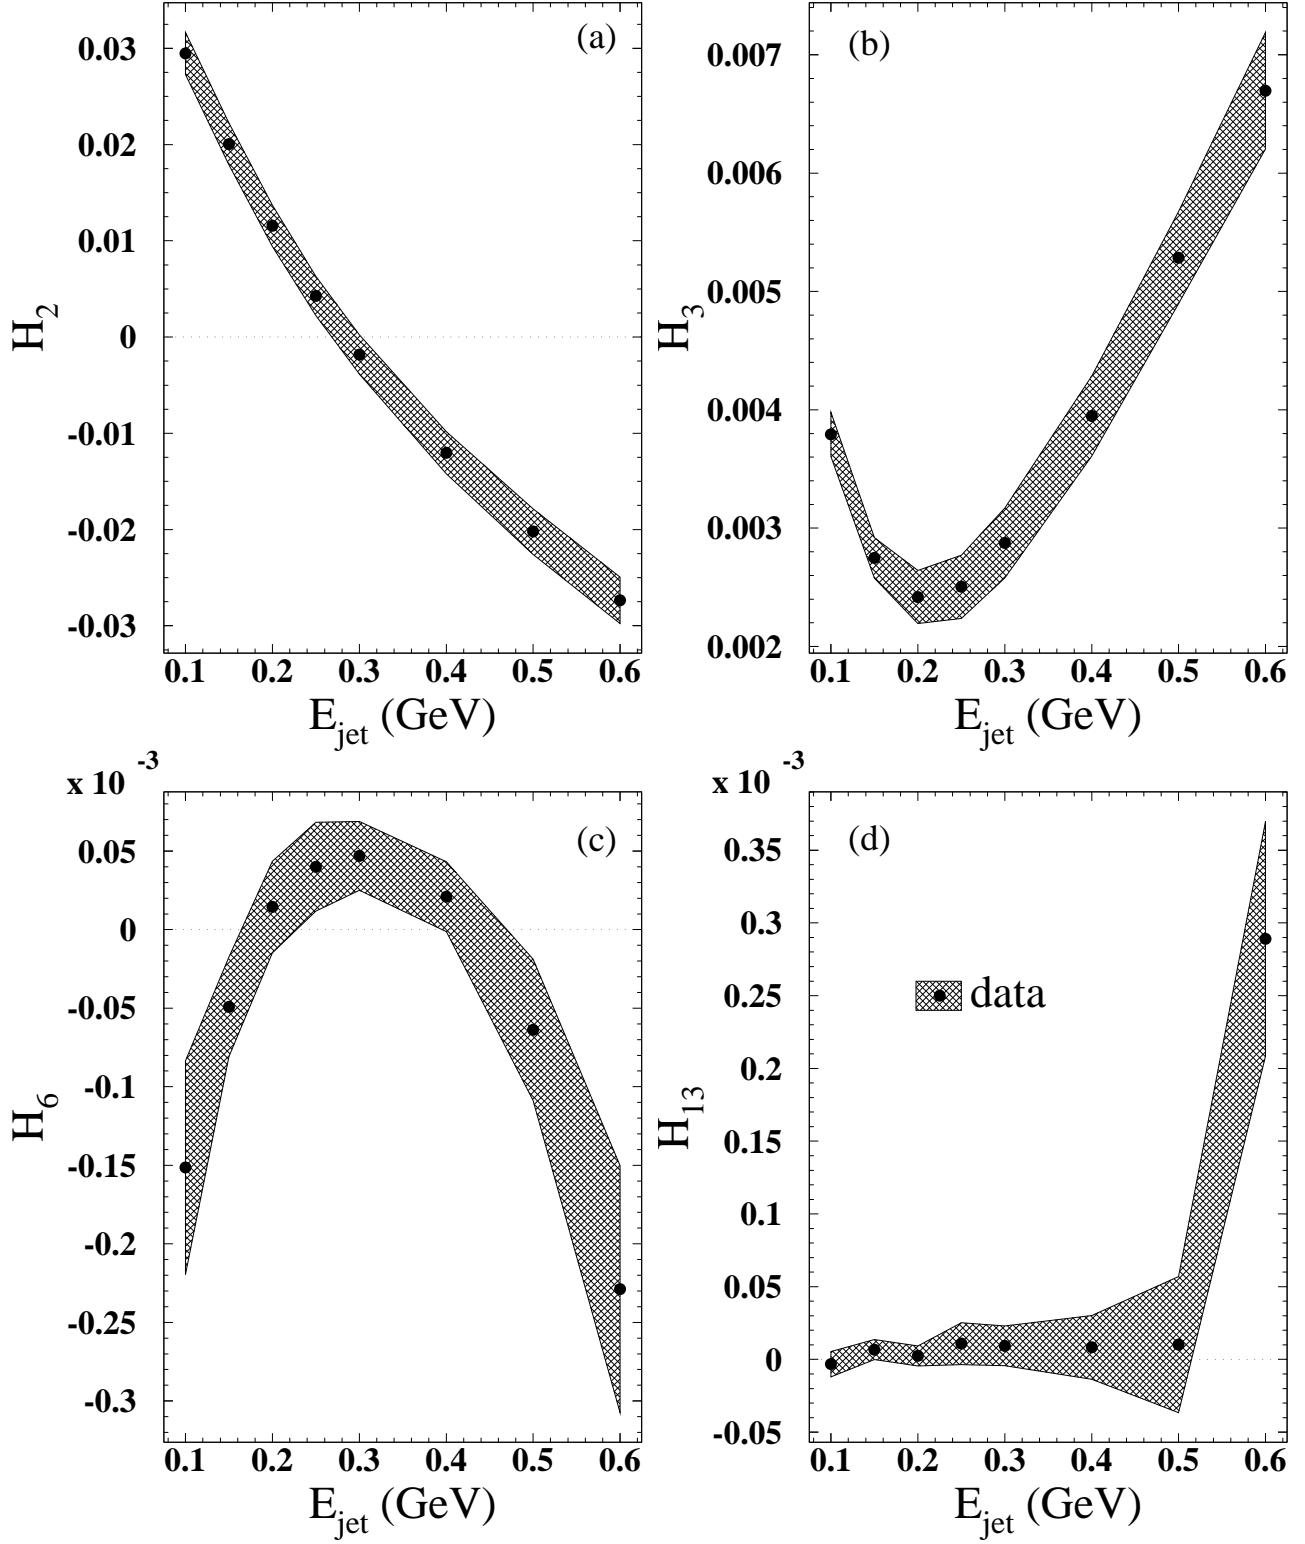 (a)
0.03
0.02
0.01
0
-0.01
-0.02
-0.03
H2
0.1 0.2 0.3 0.4 0.5 0.6
Ejet (GeV)
(b)
0.007
0.006
0.005
0.004
0.003
0.002
H3
0.1 0.2 0.3 0.4 0.5 0.6
Ejet (GeV)
x 10 -3
(c)
0.05
0
-0.05
-0.1
-0.15
-0.2
-0.25
-0.3
H6
0.1 0.2 0.3 0.4 0.5 0.6
Ejet (GeV)
x 10 -3
(d)
0.35
0.3
0.25
0.2
0.15
0.1
0.05
0
-0.05
H13
data
0.1 0.2 0.3 0.4 0.5 0.6
Ejet (GeV)